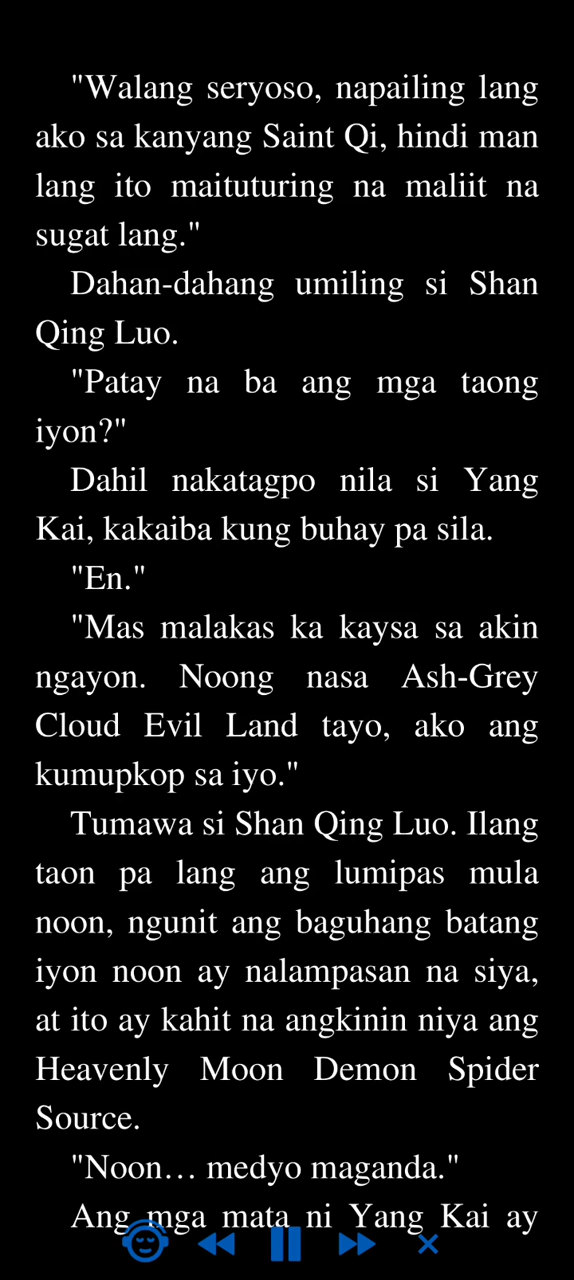 "Walang seryoso, napailing lang
ako sa kanyang Saint Qi, hindi man
lang ito maituturing na maliit na
sugat lang."
Dahan-dahang umiling si Shan
Qing Luo.
"Patay na ba ang mga taong
iyon?"
Dahil nakatagpo nila si Yang
Kai, kakaiba kung buhay pa sila.
"En."
"Mas malakas ka kaysa sa akin
ngayon. Noong nasa Ash-Grey
Cloud Evil Land tayo, ako ang
kumupkop sa iyo."
Tumawa si Shan Qing Luo. Ilang
taon pa lang ang lumipas mula
noon, ngunit ang baguhang batang
iyon noon ay nalampasan na siya,
at ito ay kahit na angkinin niya ang
Heavenly Moon Demon Spider
Source.
"Noon… medyo maganda."
Ang mga mata ni Yang Kai ay